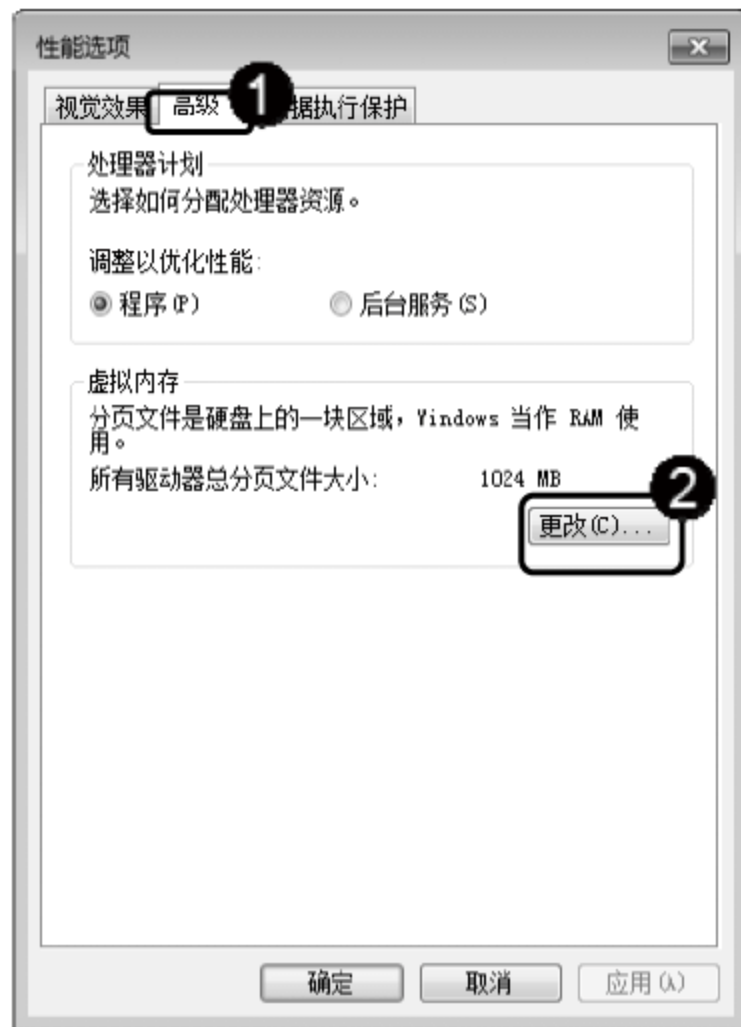 性能选项
视觉效果 高级 1 据执行保护
处理器计划
选择如何分配处理器资源。
调整以优化性能:
程序(P) 后台服务(S)
虚拟内存
分页文件是硬盘上的一块区域，Windows 当作 RAM 使
用。
所有驱动器总分页文件大小: 1024 MB
2
更改(C)...
确定 取消 应用(A)